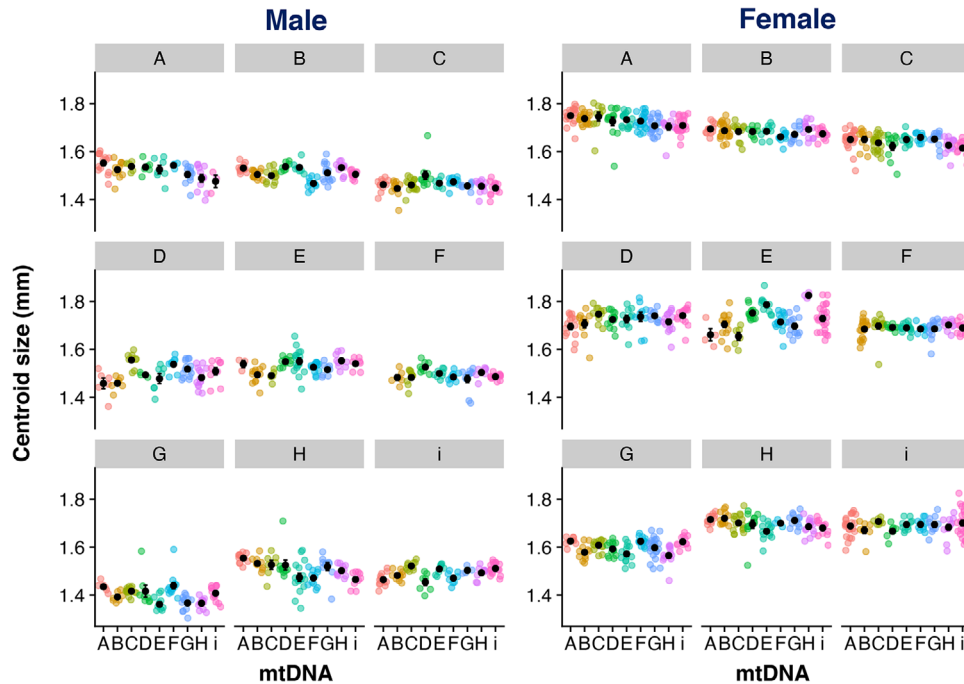 Male Female
A B C A B C
1.8 1.8
1.6 1.6
1.4 1.4
D E F D E F
1.8 1.8
1.6 1.6
1.4 1.4
G H i G H i
1.8 1.8
1.6 1.6
1.4 1.4
Centroid size (mm)
ABCDEFGH i ABCDEFGH i ABCDEFGH i ABCDEFGH i ABCDEFGH i ABCDEFGH i
mtDNA mtDNA